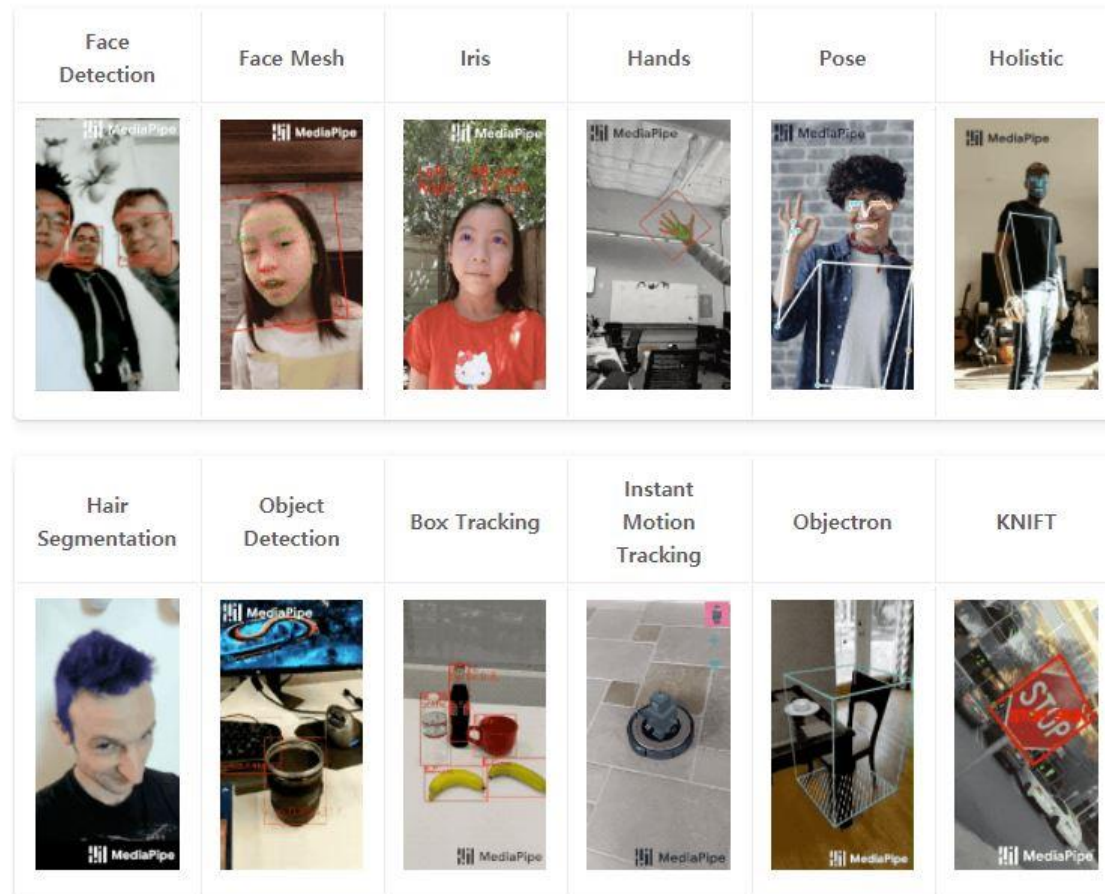 Face
Detection
Face Mesh
Iris
Hands
Pose
Holistic
MediaPipe
MediaPipe
MediaPipe
MediaPipe
MediaPipe
MediaPipe
Hair
Segmentation
Object
Detection
Box Tracking
Instant
Motion
Tracking
Objectron
KNIFT
MediaPipe
STOP
MediaPipe
MediaPipe
MediaPipe
MediaPipe
MediaPipe